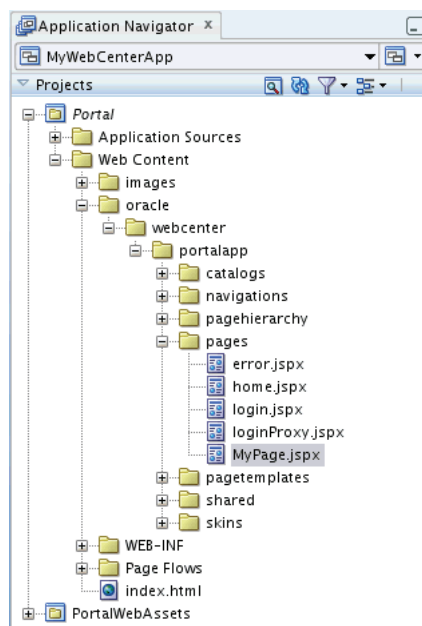 Application Navigator
MyWebCenterApp
Projects
Portal
Application Sources
Web Content
images
oracle
webcenter
portalapp
catalogs
navigations
pagehierarchy
pages
error.jspx
home.jspx
login.jspx
loginProxy.jspx
MyPage.jspx
pagetemplates
shared
skins
WEB-INF
Page Flows
index.html
PortalWebAssets